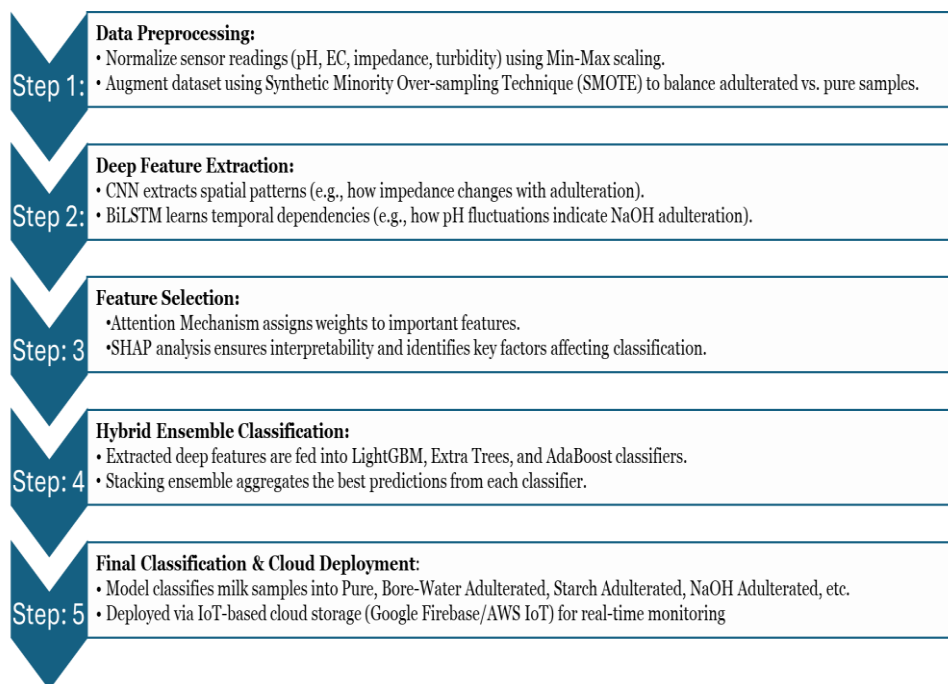 Step 1:
Data Preprocessing:
• Normalize sensor readings (pH, EC, impedance, turbidity) using Min-Max scaling.
• Augment dataset using Synthetic Minority Over-sampling Technique (SMOTE) to balance adulterated vs. pure samples.
Step 2:
Deep Feature Extraction:
• CNN extracts spatial patterns (e.g., how impedance changes with adulteration).
• BiLSTM learns temporal dependencies (e.g., how pH fluctuations indicate NaOH adulteration).
Step: 3
Feature Selection:
•Attention Mechanism assigns weights to important features.
•SHAP analysis ensures interpretability and identifies key factors affecting classification.
Step: 4
Hybrid Ensemble Classification:
• Extracted deep features are fed into LightGBM, Extra Trees, and AdaBoost classifiers.
• Stacking ensemble aggregates the best predictions from each classifier.
Step: 5
Final Classification & Cloud Deployment:
• Model classifies milk samples into Pure, Bore-Water Adulterated, Starch Adulterated, NaOH Adulterated, etc.
• Deployed via IoT-based cloud storage (Google Firebase/AWS IoT) for real-time monitoring